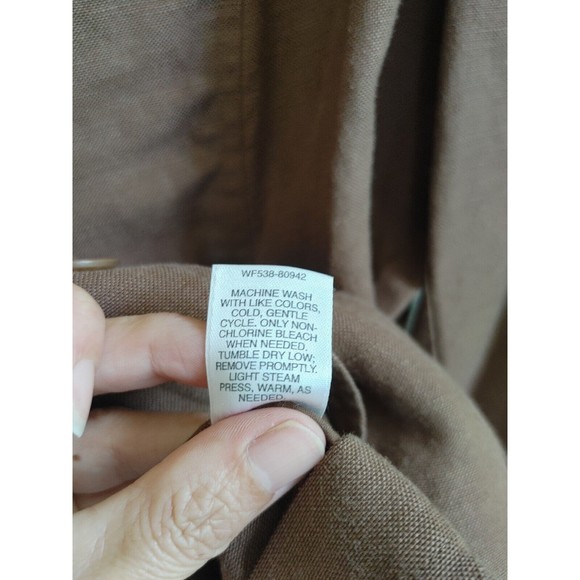 WF538-80942
MACHINE WASH
WITH LIKE COLORS,
COLD, GENTLE
CYCLE. ONLY NON-
CHLORINE BLEACH
WHEN NEEDED.
TUMBLE DRY LOW;
REMOVE PROMPTLY.
LIGHT STEAM
PRESS, WARM, AS
NEEDED.